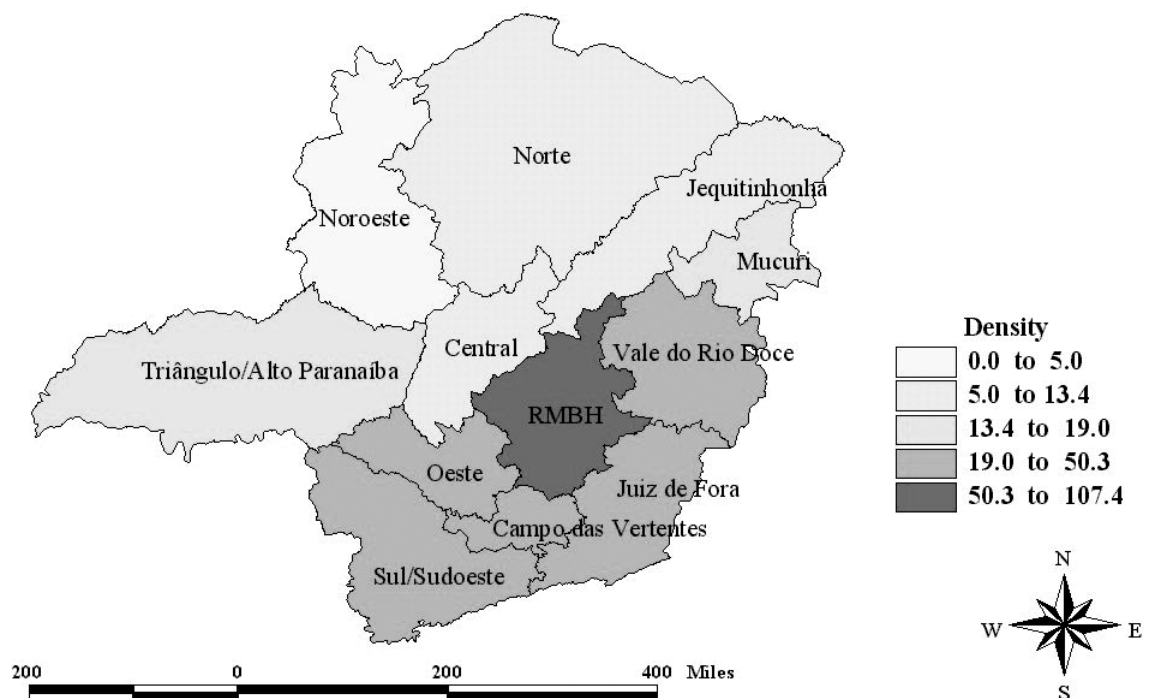 Norte
Jequitinhonha
Noroeste
Mucuri
Central
Vale do Rio Doce
Triângulo/Alto Paranaíba
RMBH
Oeste
Juiz de Fora
Campo das Vertentes
Sul/Sudoeste
Density
0.0 to 5.0
5.0 to 13.4
13.4 to 19.0
19.0 to 50.3
50.3 to 107.4
N
W E
S
200 0 200 400 Miles